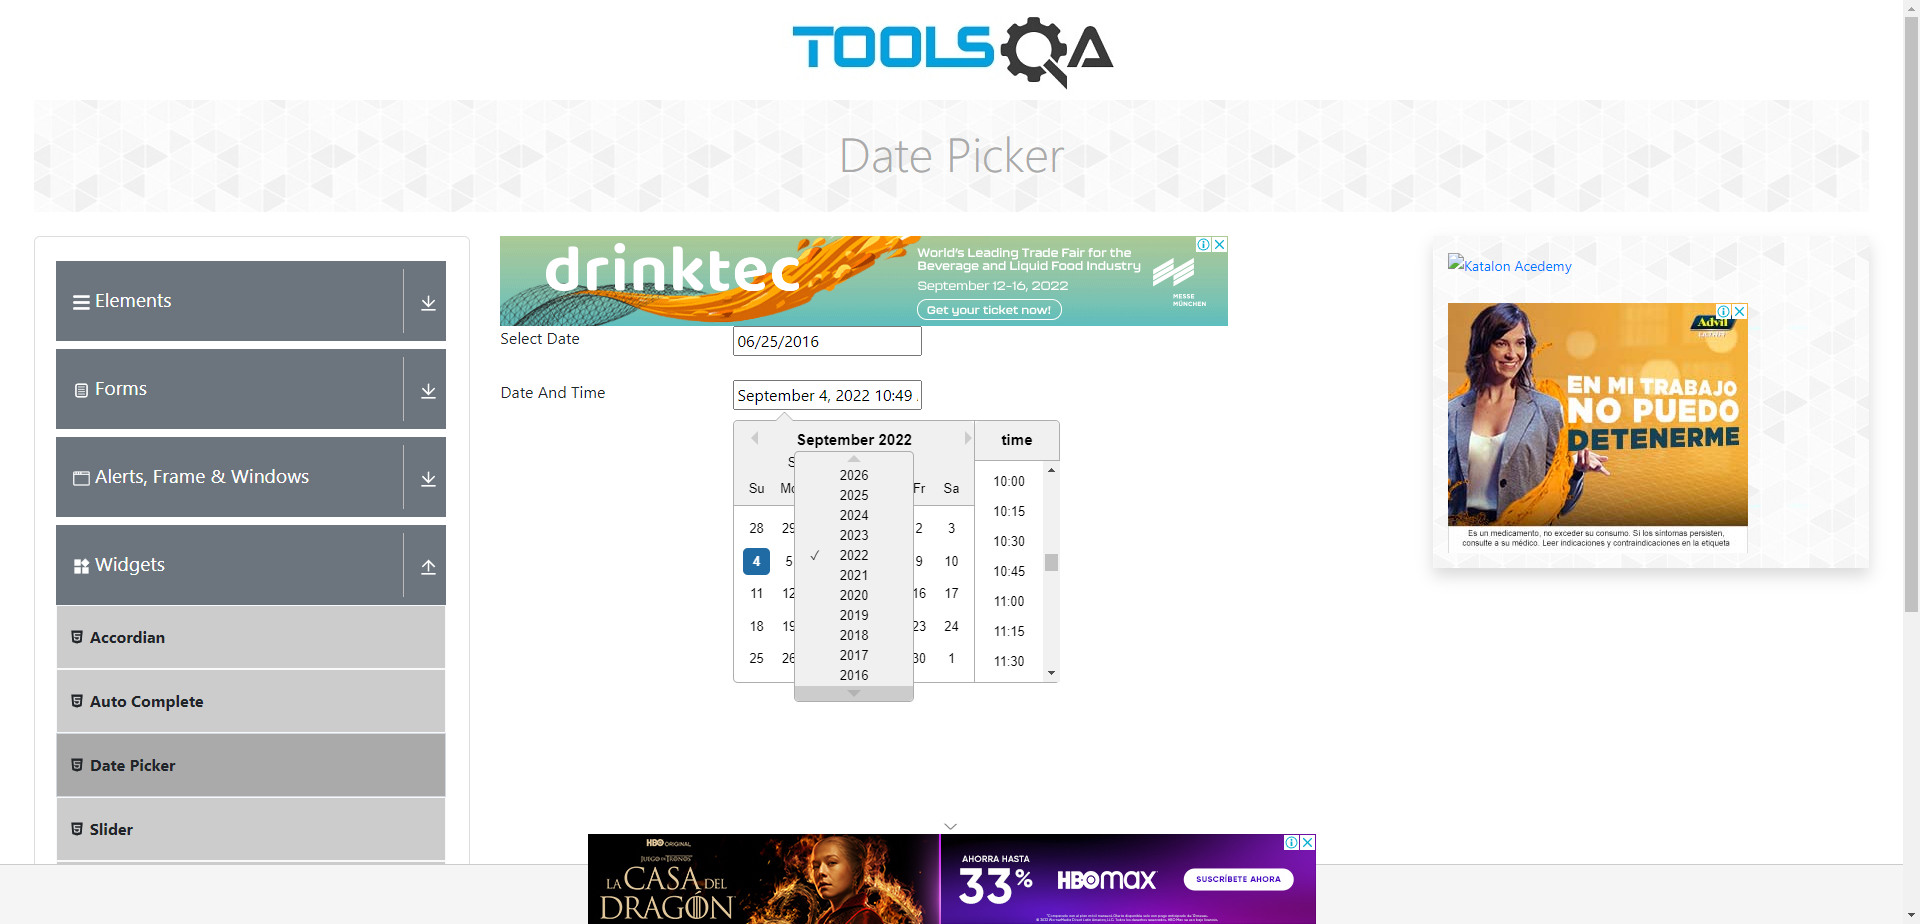 TOOLSQA
Date Picker
Elements
Forms
Alerts, Frame & Windows
Widgets
Accordian
Auto Complete
Date Picker
Slider
drinktec
World's Leading Trade Fair for the
Beverage and Liquid Food Industry
September 12-16, 2022
Get your ticket now!
MESSE
MÜNCHEN
Select Date
06/25/2016
Date And Time
September 4, 2022 10:49
September 2022
time
Su Mo Fr Sa
28 29 2 3
4 5 9 10
11 12 16 17
18 19 23 24
25 26 30 1
2026
2025
2024
2023
✓ 2022
2021
2020
2019
2018
2017
2016
10:00
10:15
10:30
10:45
11:00
11:15
11:30
Katalon Acedemy
Advil
EN MI TRABAJO
NO PUEDO
DETENERME
Es un medicamento, no exceder su consumo. Si los síntomas persisten,
consulte a su médico. Leer indicaciones y contraindicaciones en la etiqueta
HBO ORIGINAL
JUEGO DE TRONOS
LA CASA DEL
DRAGÓN
AHORRA HASTA
33%
HBOmax
SUSCRÍBETE AHORA